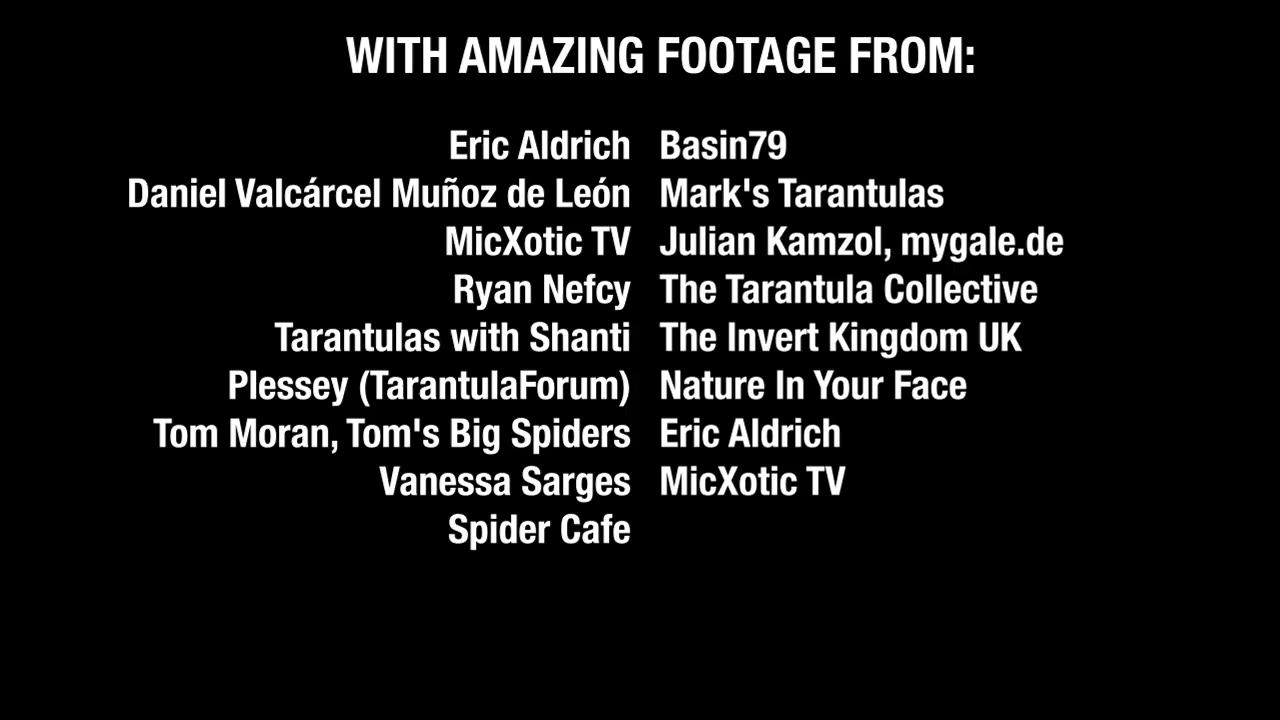 WITH AMAZING FOOTAGE FROM:
Eric Aldrich Basin79
Daniel Valcárcel Muñoz de León Mark's Tarantulas
MicXotic TV Julian Kamzol, mygale.de
Ryan Nefcy The Tarantula Collective
Tarantulas with Shanti The Invert Kingdom UK
Plessey (TarantulaForum) Nature In Your Face
Tom Moran, Tom's Big Spiders Eric Aldrich
Vanessa Sarges MicXotic TV
Spider Cafe